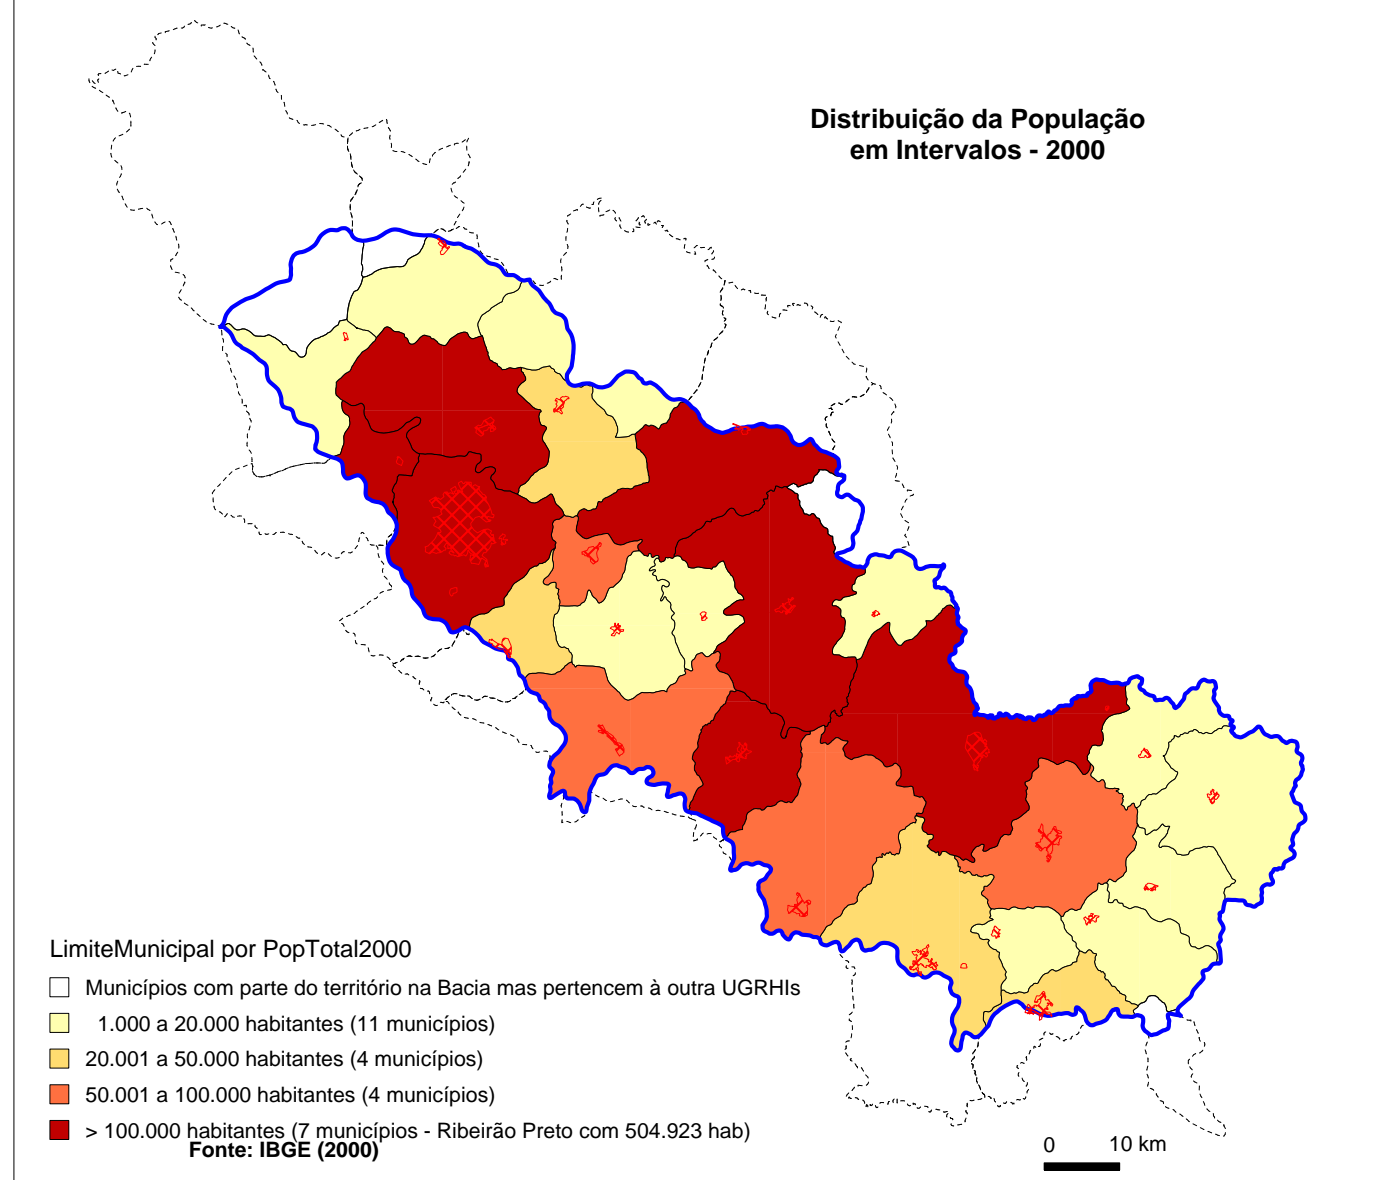 Distribuição da População
em Intervalos - 2000
LimiteMunicipal por PopTotal2000
Municípios com parte do território na Bacia mas pertencem à outra UGRHIs
1.000 a 20.000 habitantes (11 municípios)
20.001 a 50.000 habitantes (4 municípios)
50.001 a 100.000 habitantes (4 municípios)
> 100.000 habitantes (7 municípios - Ribeirão Preto com 504.923 hab)
Fonte: IBGE (2000)
0 10 km